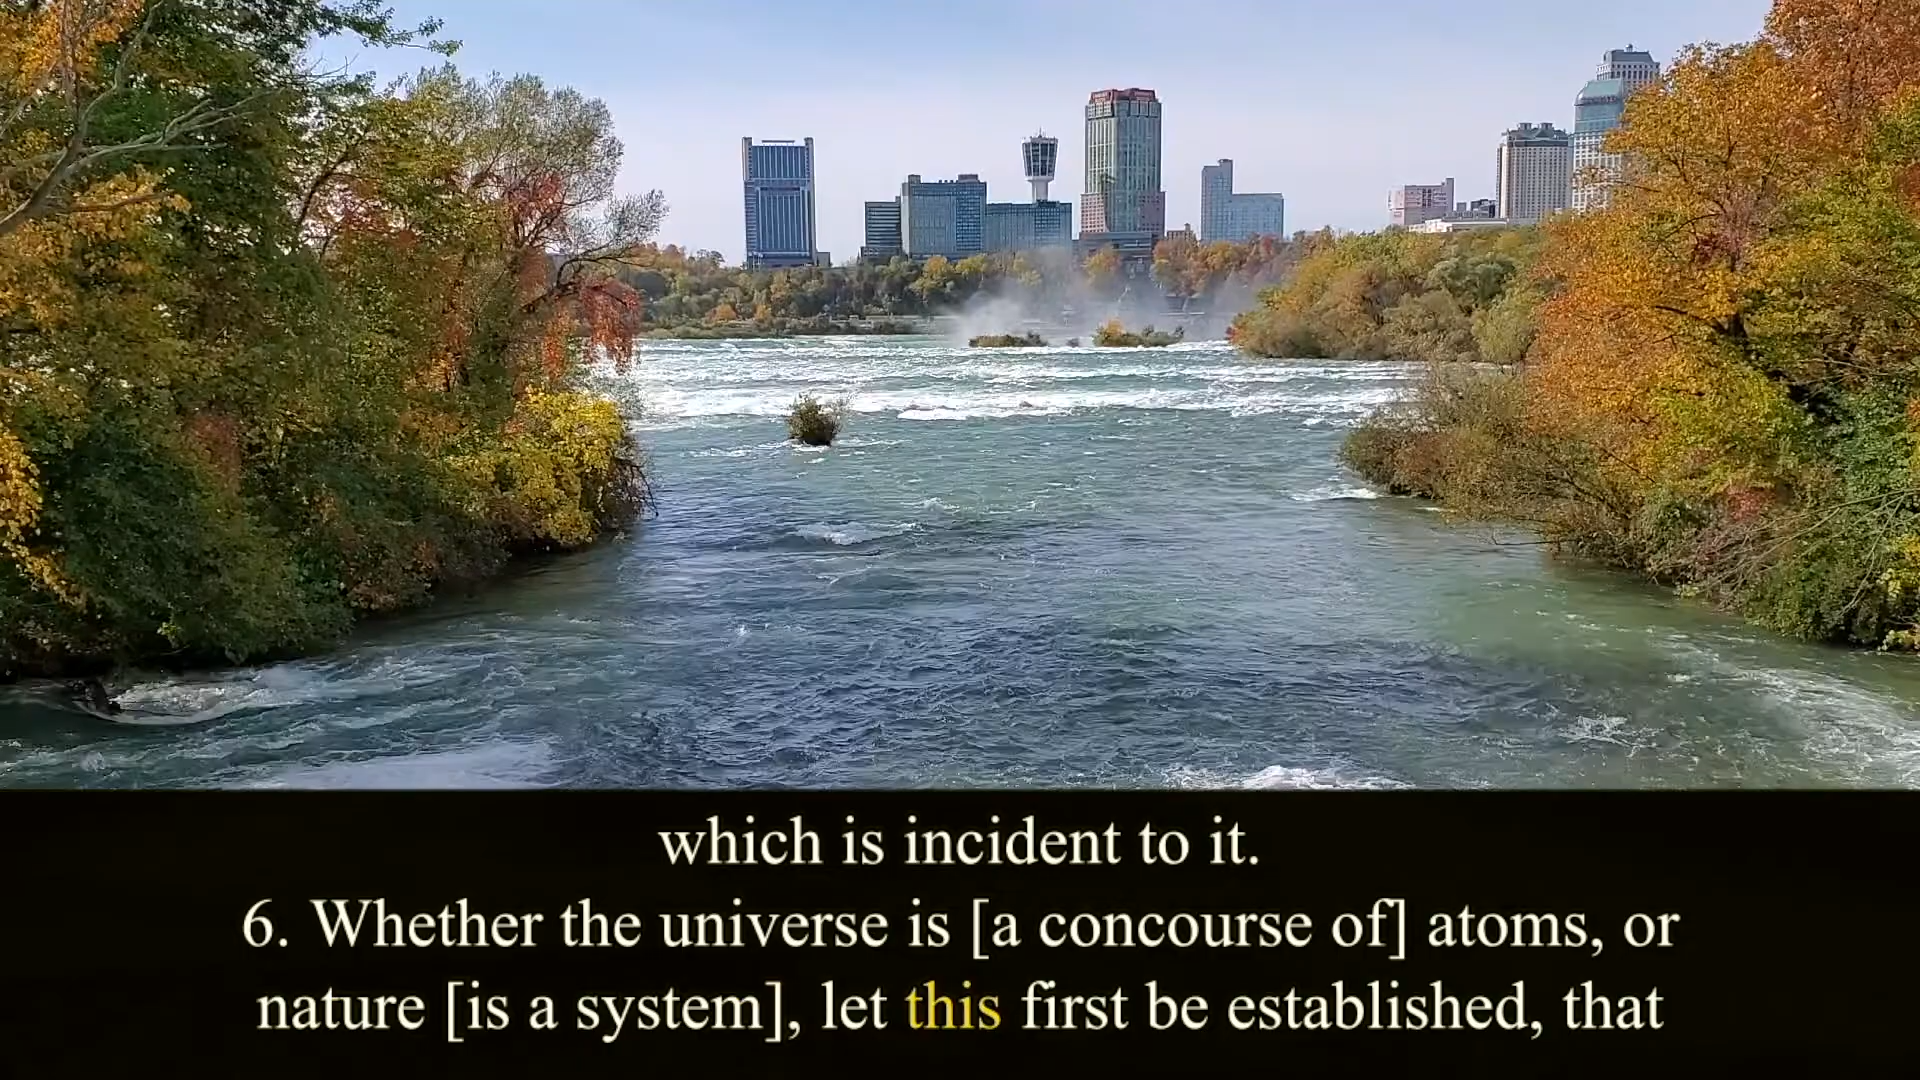 which is incident to it.
6. Whether the universe is [a concourse of] atoms, or
nature [is a system], let this first be established, that